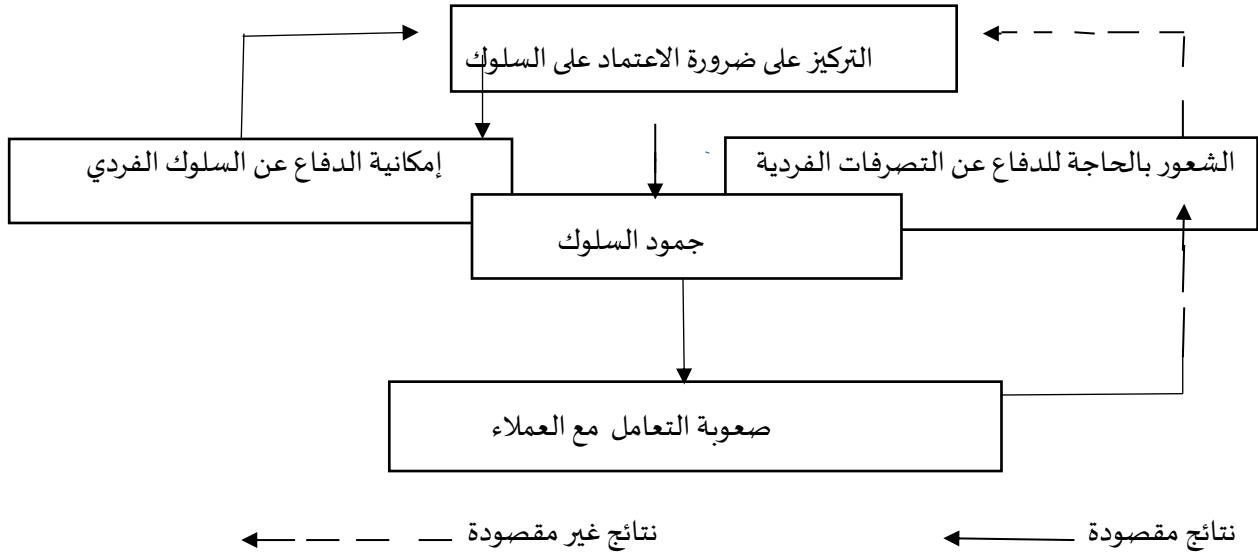 التركيز على ضرورة الاعتماد على السلوك
الشعور بالحاجة للدفاع عن التصرفات الفردية
إمكانية الدفاع عن السلوك الفردي
جمود السلوك
صعوبة التعامل مع العملاء
نتائج مقصودة
نتائج غير مقصودة